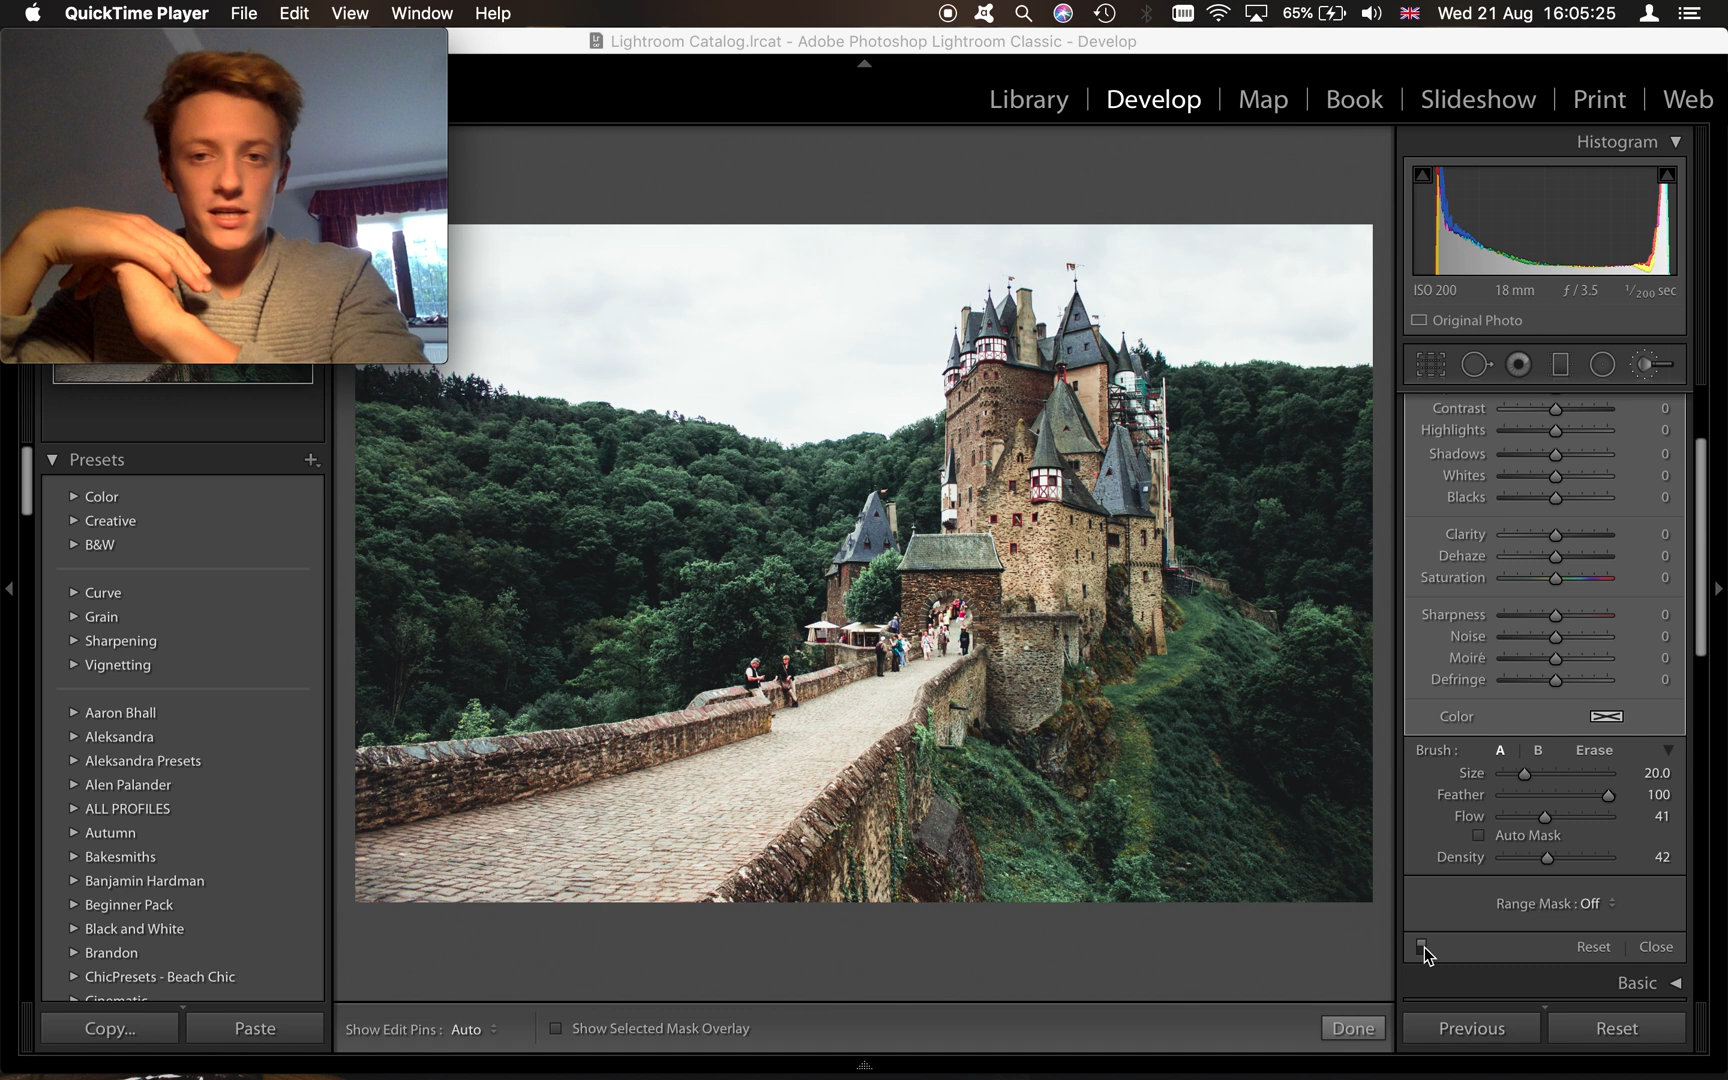 QuickTime Player File Edit View Window Help 65% Wed 21 Aug 16:05:25
Lightroom Catalog.lrcat - Adobe Photoshop Lightroom Classic - Develop
Library | Develop | Map | Book | Slideshow | Print | Web
Histogram
ISO 200 18 mm ƒ / 3.5 1/200 sec
Original Photo
Contrast 0
Highlights 0
Shadows 0
Whites 0
Blacks 0
Clarity 0
Dehaze 0
Saturation 0
Sharpness 0
Noise 0
Moiré 0
Defringe 0
Color
Brush : A B Erase
Size 20.0
Feather 100
Flow 41
Auto Mask
Density 42
Range Mask : Off
Reset Close
Basic
Previous Reset
Presets
Color
Creative
B&W
Curve
Grain
Sharpening
Vignetting
Aaron Bhall
Aleksandra
Aleksandra Presets
Alen Palander
ALL PROFILES
Autumn
Bakesmiths
Banjamin Hardman
Beginner Pack
Black and White
Brandon
ChicPresets - Beach Chic
Cinematic
Copy... Paste
Show Edit Pins : Auto Show Selected Mask Overlay Done